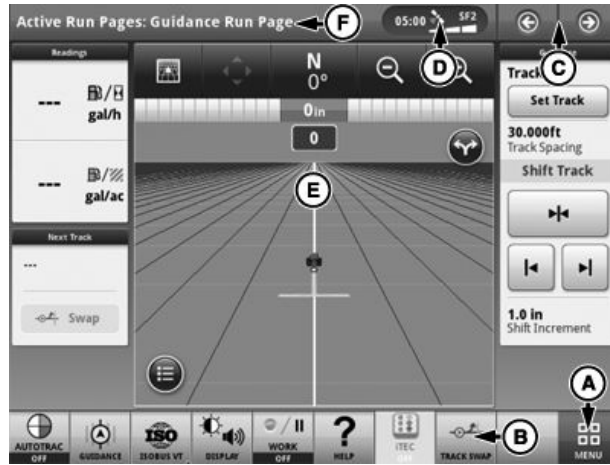 Active Run Pages: Guidance Run Page
F
05:00
SF2
D
C
Readings
---
gal/h
---
gal/ac
Next Track
---
Swap
N
0°
0in
0
E
Track
Set Track
30.000ft
Track Spacing
Shift Track
1.0 in
Shift Increment
A
B
AUTOTRAC
OFF
GUIDANCE
ISO
ISOBUS VT
DISPLAY
WORK
OFF
?
HELP
iTEC
OFF
TRACK SWAP
MENU